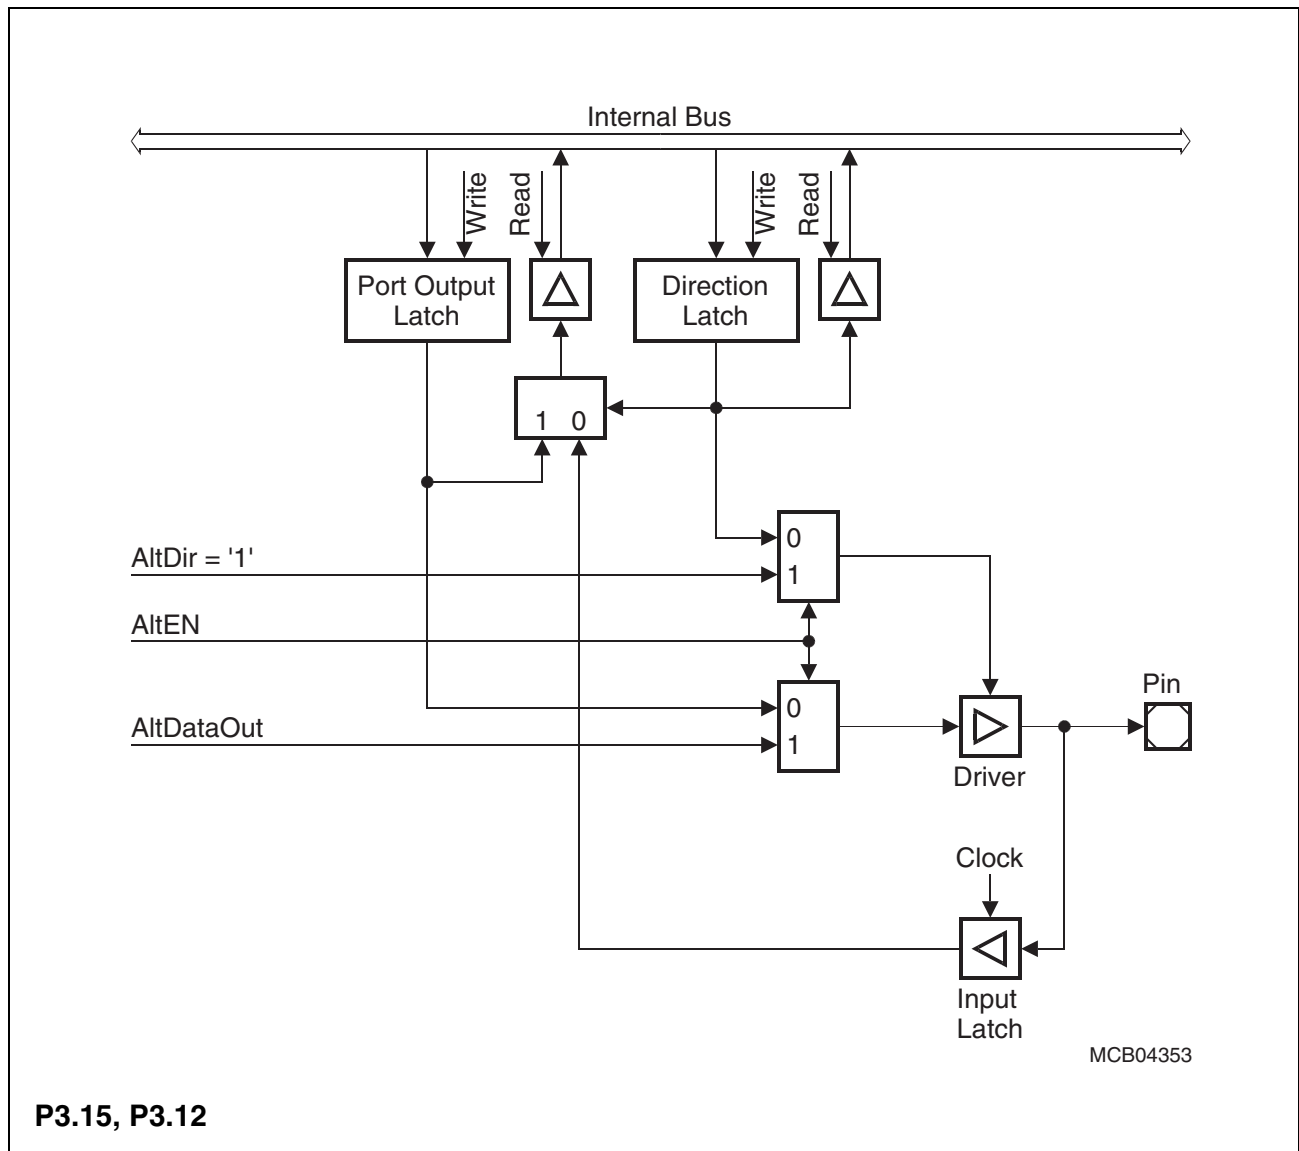 Internal Bus
Write
Read
Write
Read
Port Output
Latch
Direction
Latch
1 0
AltDir = '1'
0
1
AltEN
AltDataOut
0
1
Pin
Driver
Clock
Input
Latch
MCB04353
P3.15, P3.12